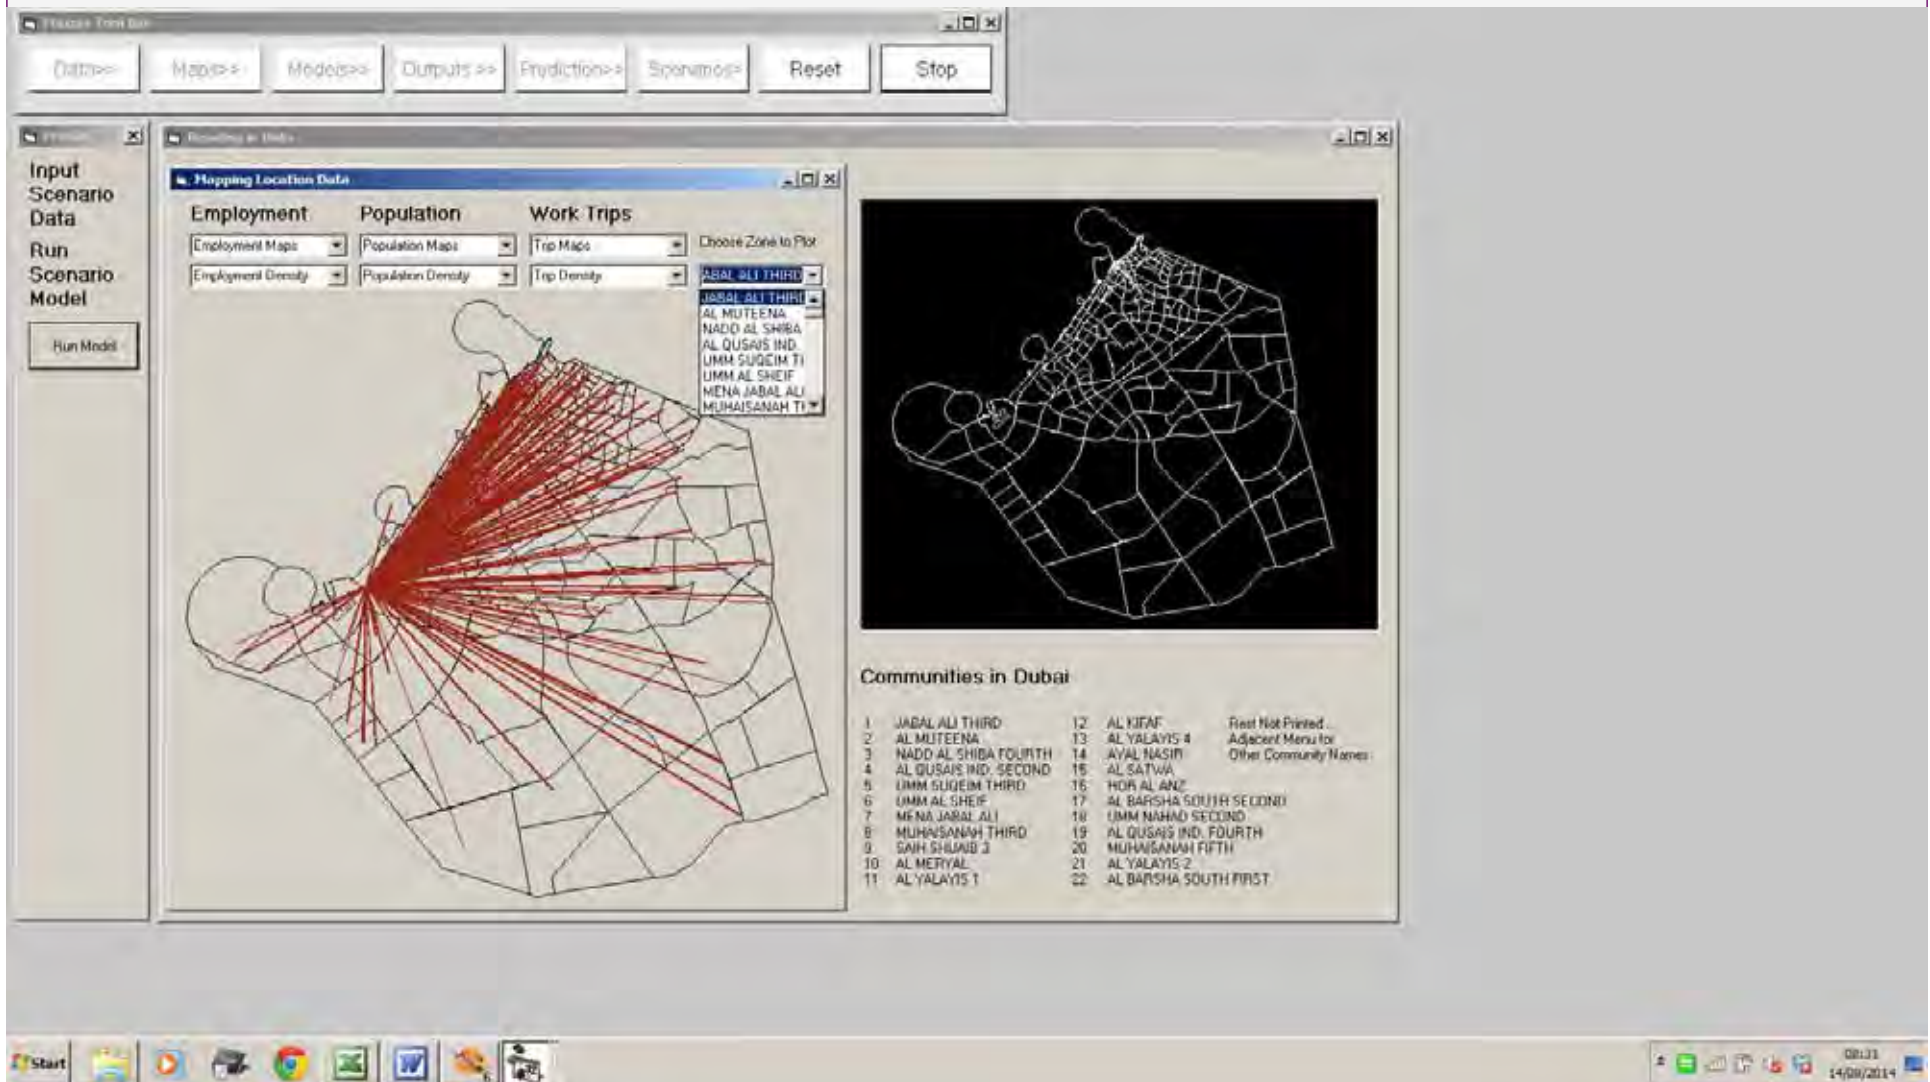 Data>>
Maps>>
Models>>
Outputs >>
Prediction>>
Scenarios>
Reset
Stop
Input
Scenario
Data
Run
Scenario
Model
Run Model
Mapping Location Data
Employment
Population
Work Trips
Employment Maps
Population Maps
Trip Maps
Choose Zone to Plot
Employment Density
Population Density
Trip Density
ABAL ALI THIRD
JABAL ALI THIRD
AL MUTEENA
NADD AL SHIBA
AL QUSAIS IND.
UMM SUQEIM TI
UMM AL SHEIF
MENA JABAL ALI
MUHAISANAH TI
Communities in Dubai
1 JABAL ALI THIRD
2 AL MUTEENA
3 NADD AL SHIBA FOURTH
4 AL QUSAIS IND. SECOND
5 UMM SUQEIM THIRD
6 UMM AL SHEIF
7 MENA JABAL ALI
8 MUHAISANAH THIRD
9 SAIH SHUAIB 3
10 AL MERYAL
11 AL YALAYIS 1
12 AL KIFAF
13 AL YALAYIS 4
14 AYAL NASIR
15 AL SATWA
16 HOR AL ANZ
17 AL BARSHA SOUTH SECOND
18 UMM NAHAD SECOND
19 AL QUSAIS IND. FOURTH
20 MUHAISANAH FIFTH
21 AL YALAYIS 2
22 AL BARSHA SOUTH FIRST
Rest Not Printed...
Adjacent Menu for
Other Community Names
Start
08:31
14/08/2014